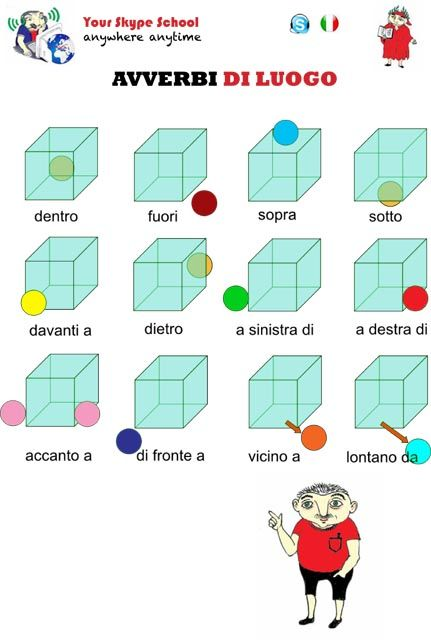 Your Skype School
anywhere anytime
AVVERBI DI LUOGO
dentro
fuori
sopra
sotto
davanti a
dietro
a sinistra di
a destra di
accanto a
di fronte a
vicino a
lontano da